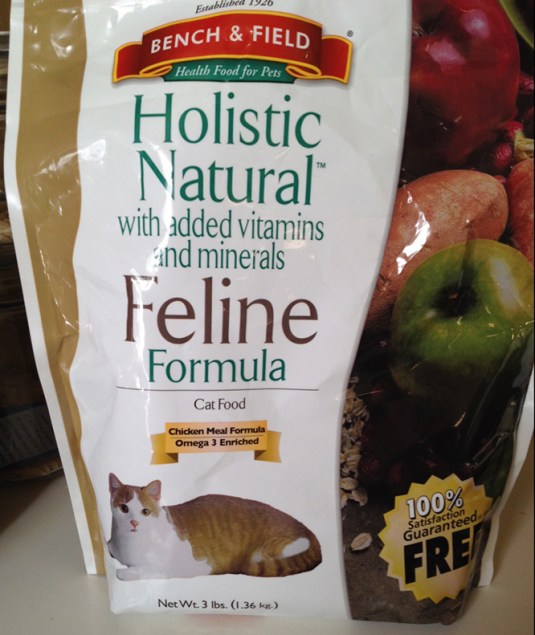 Established 1926
BENCH & FIELD®
Health Food for Pets
Holistic
Natural™
with added vitamins
and minerals
Feline
Formula
Cat Food
Chicken Meal Formula
Omega 3 Enriched
100%
Satisfaction
Guaranteed
FRE
Net Wt. 3 lbs. (1.36 kg.)